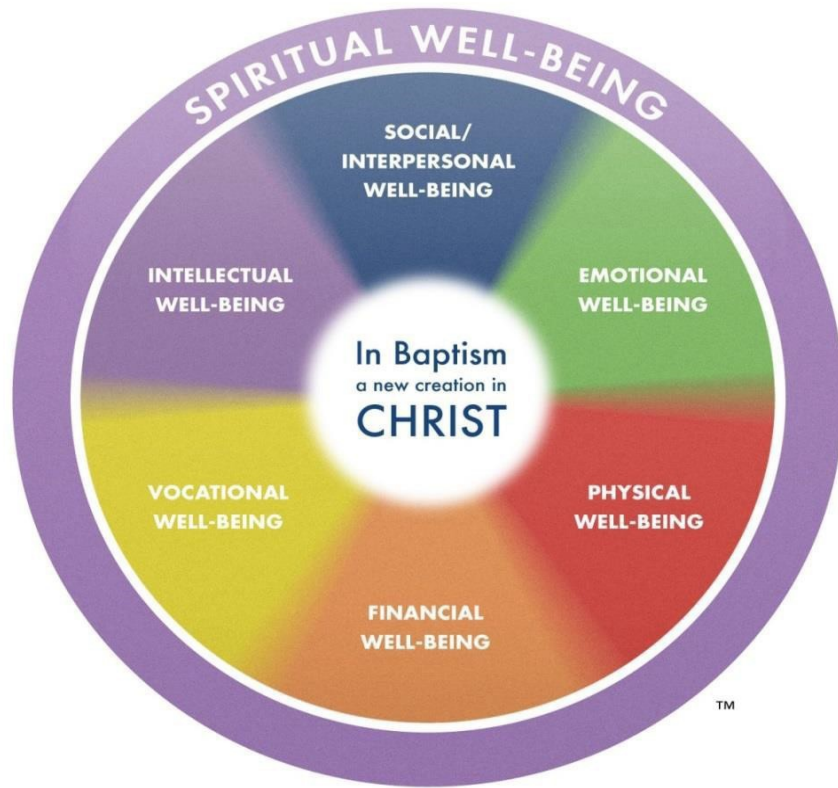 SPIRITUAL WELL-BEING
SOCIAL/
INTERPERSONAL
WELL-BEING
INTELLECTUAL
WELL-BEING
EMOTIONAL
WELL-BEING
In Baptism
a new creation in
CHRIST
VOCATIONAL
WELL-BEING
PHYSICAL
WELL-BEING
FINANCIAL
WELL-BEING
TM